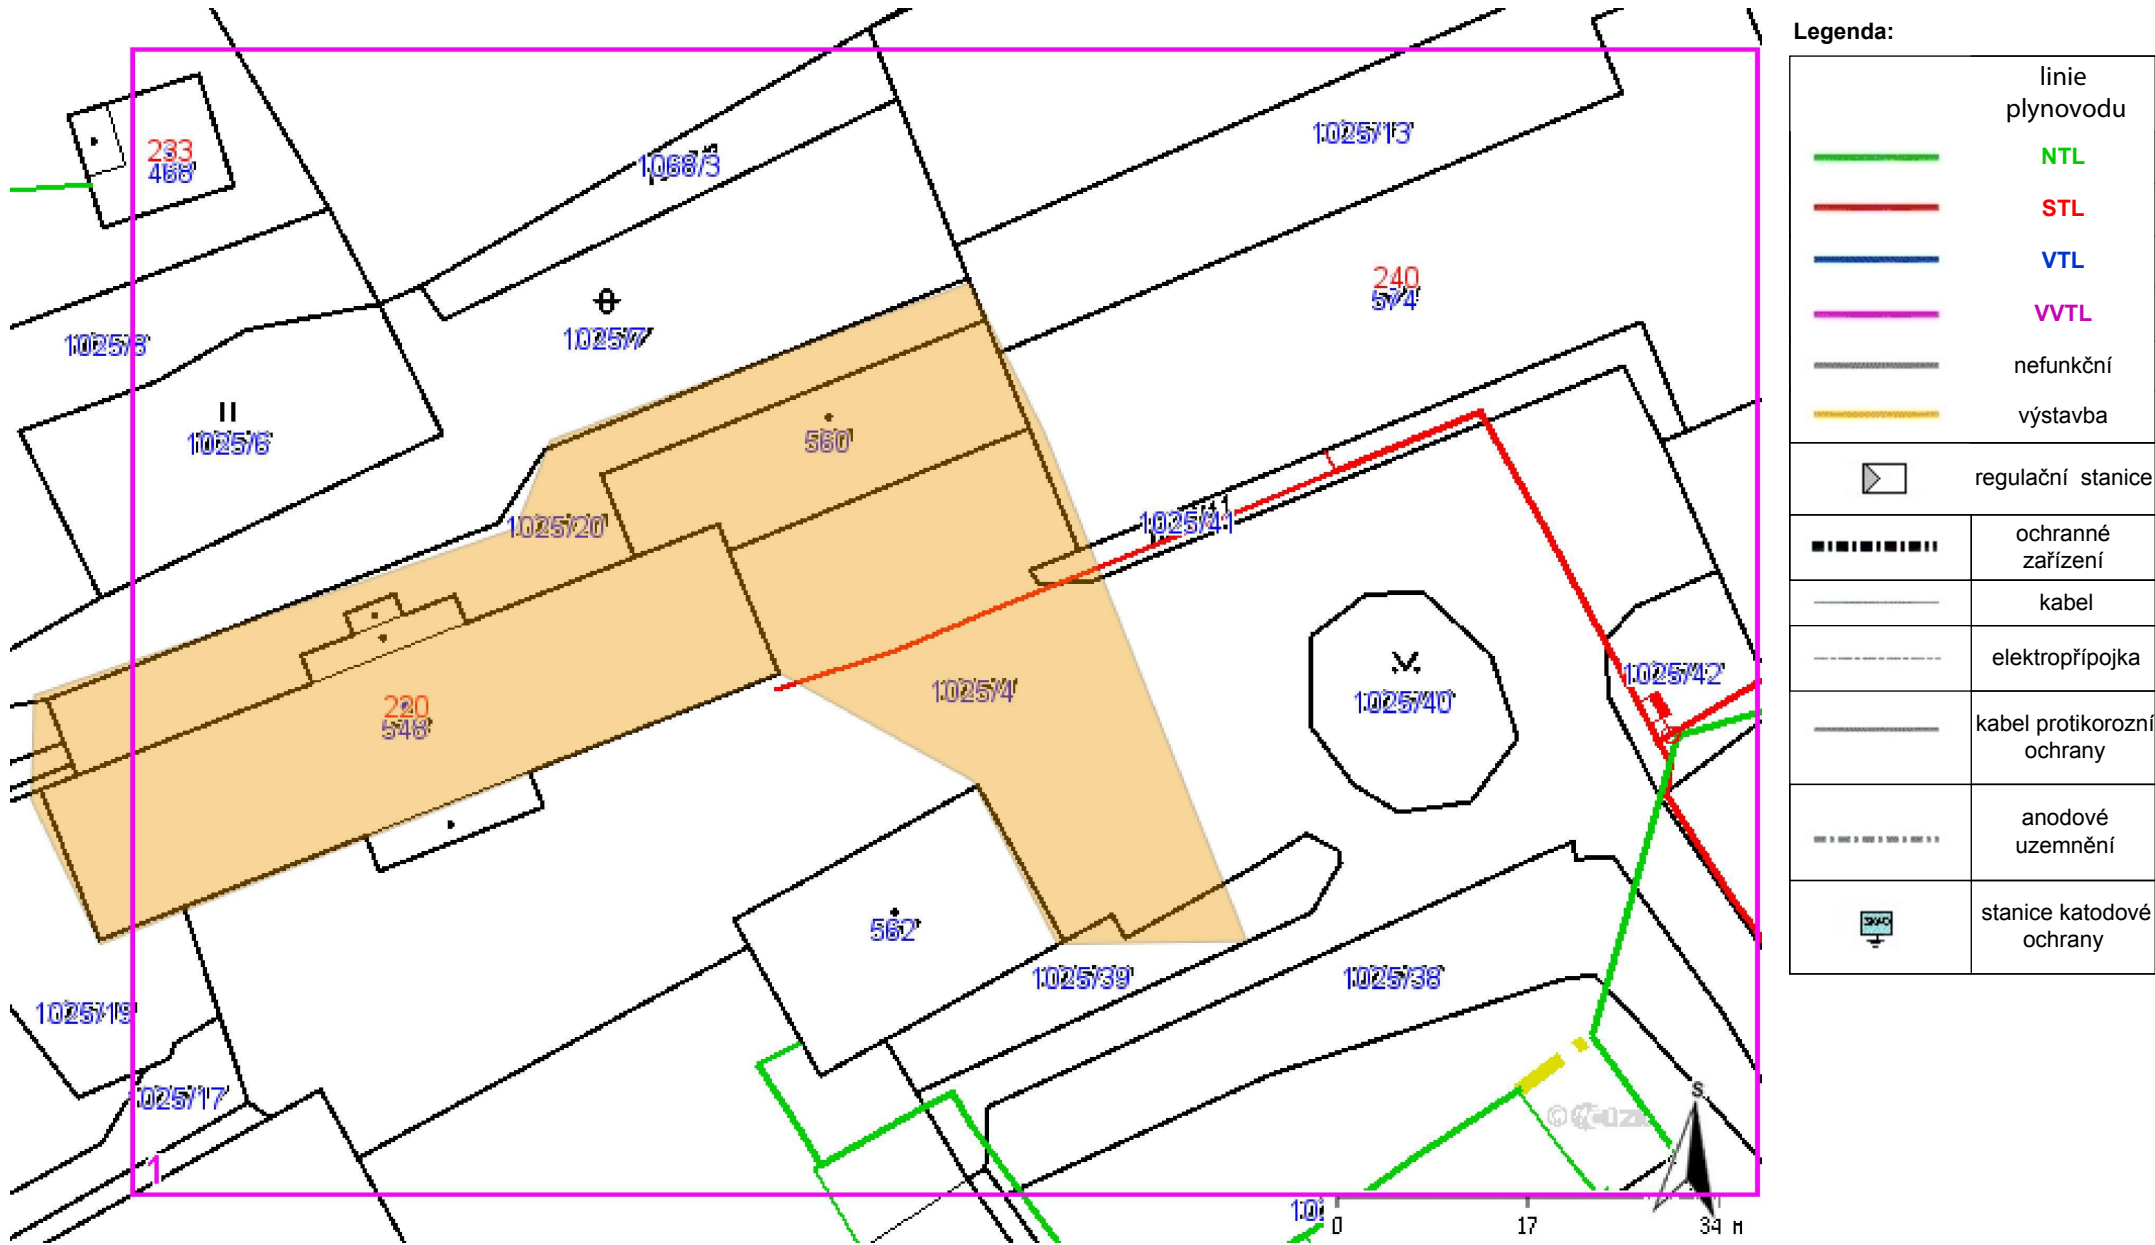 Legenda:
linie
plynovodu
NTL
STL
VTL
VVTL
nefunkční
výstavba
regulační stanice
ochranné
zařízení
kabel
elektropřípojka
kabel protikorozní
ochrany
anodové
uzemnění
stanice katodové
ochrany
233
468
1068/3
1025/13
240
574
1025/8
1025/7
1025/6
560
1025/20
1025/41
220
548
1025/4
1025/40
1025/42
562
1025/39
1025/38
1025/19
1025/17
1
S
0 17 34 M